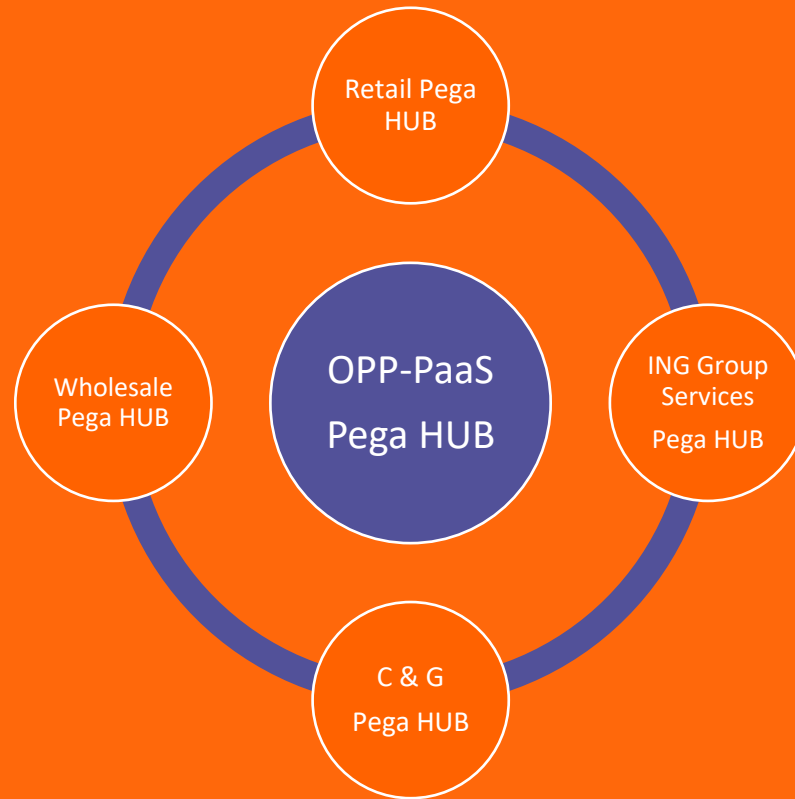 Retail Pega
HUB
Wholesale
Pega HUB
OPP-PaaS
Pega HUB
ING Group
Services
Pega HUB
C & G
Pega HUB